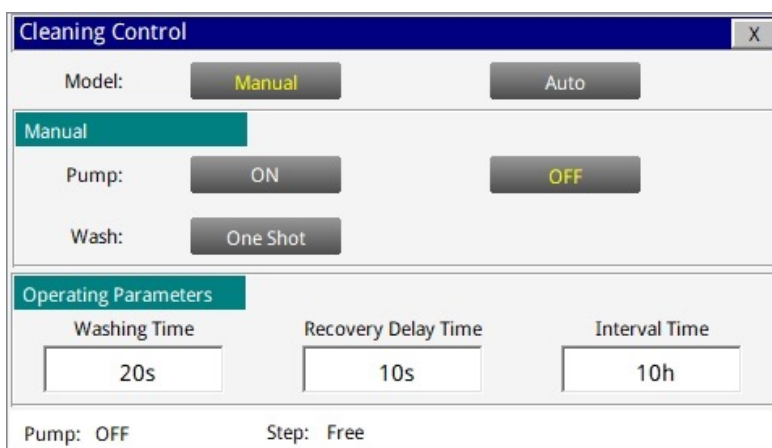 Cleaning Control X
Model: Manual Auto
Manual
Pump: ON OFF
Wash: One Shot
Operating Parameters
Washing Time Recovery Delay Time Interval Time
20s 10s 10h
Pump: OFF Step: Free